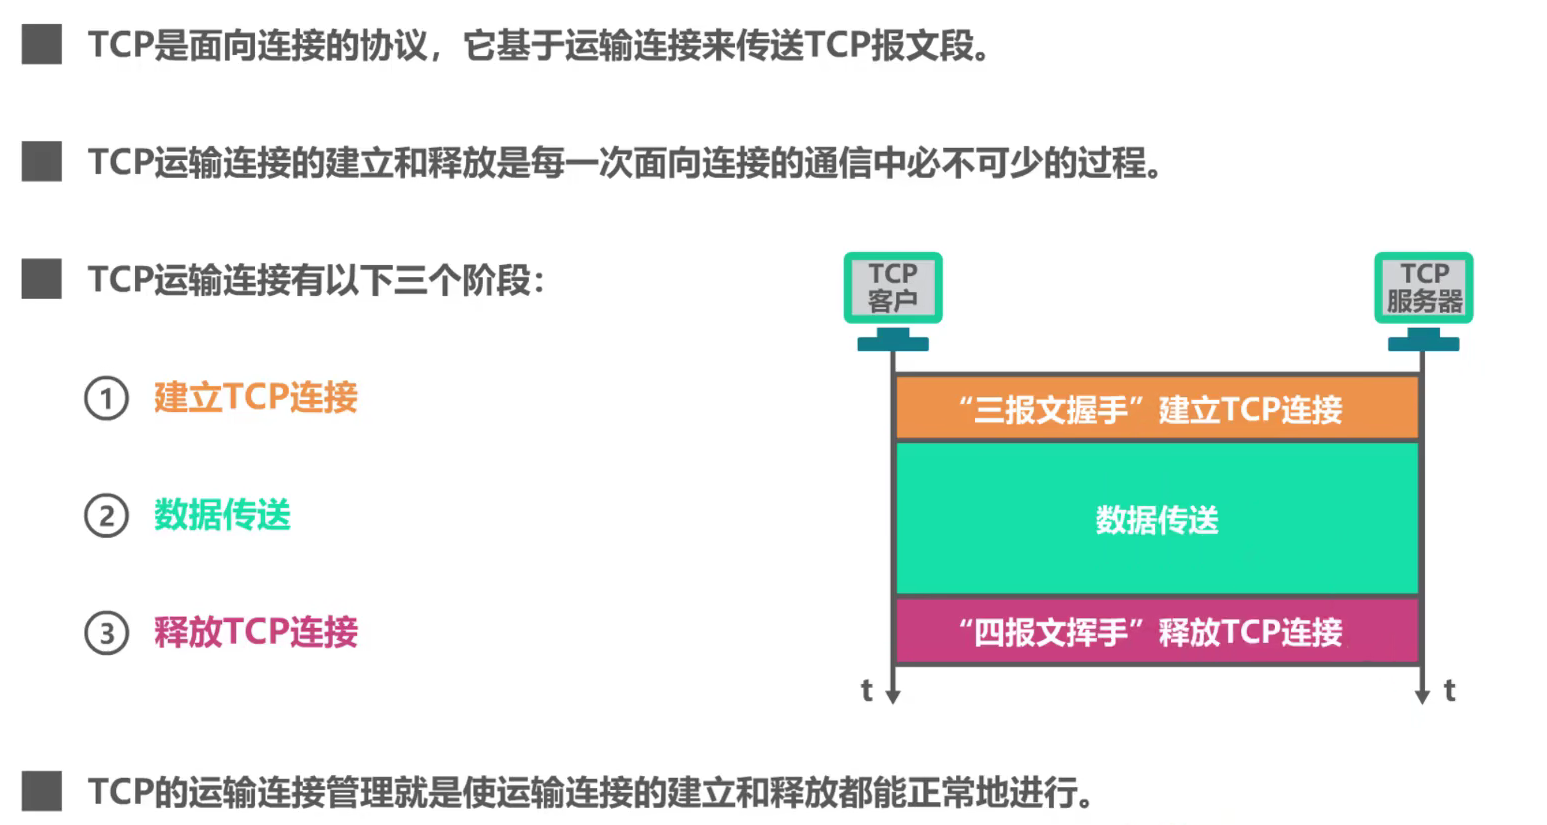 TCP是面向连接的协议，它基于运输连接来传送TCP报文段。
TCP运输连接的建立和释放是每一次面向连接的通信中必不可少的过程。
TCP运输连接有以下三个阶段：
① 建立TCP连接
② 数据传送
③ 释放TCP连接
TCP
客户
TCP
服务器
“三报文握手”建立TCP连接
数据传送
“四报文挥手”释放TCP连接
t
t
TCP的运输连接管理就是使运输连接的建立和释放都能正常地进行。